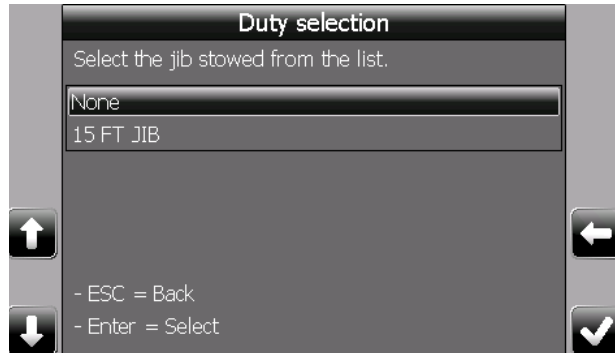 Duty selection
Select the jib stowed from the list.
None
15 FT JIB
- ESC = Back
- Enter = Select